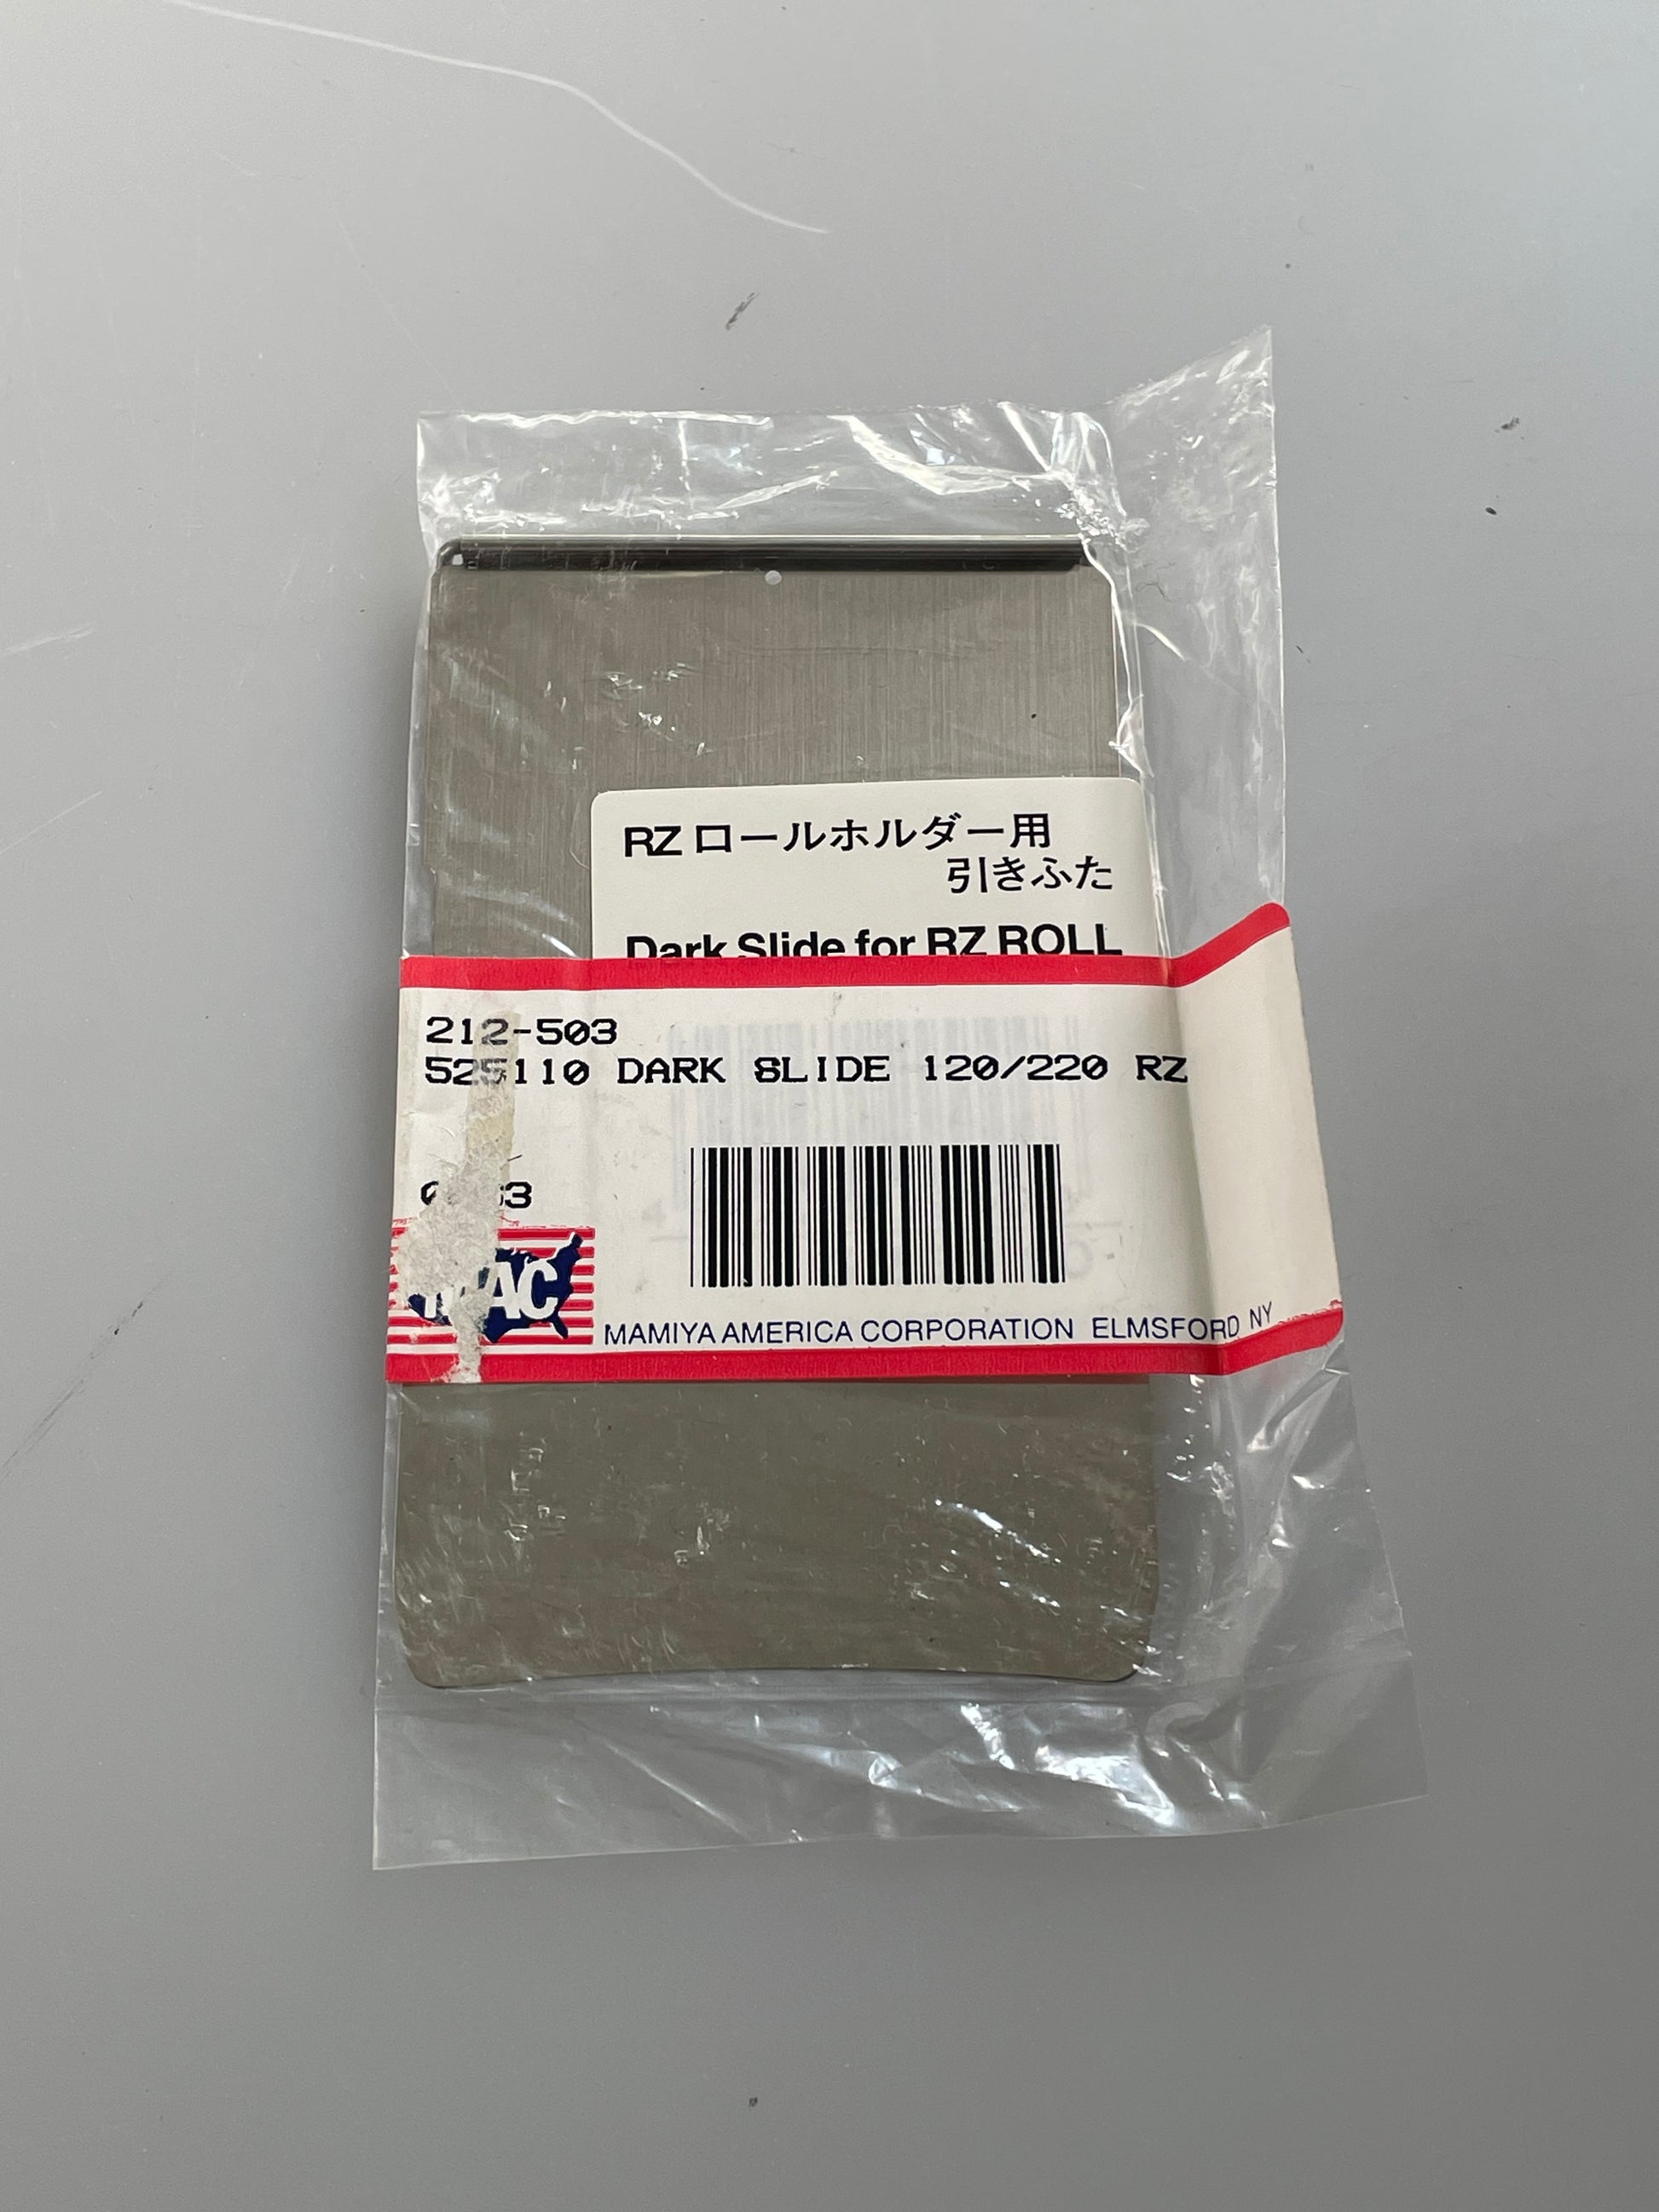 RZ ロールホルダー用
引きふた
Dark Slide for RZ ROLL
212-503
525110 DARK SLIDE 120/220 RZ
MAMIYA AMERICA CORPORATION ELMSFORD NY